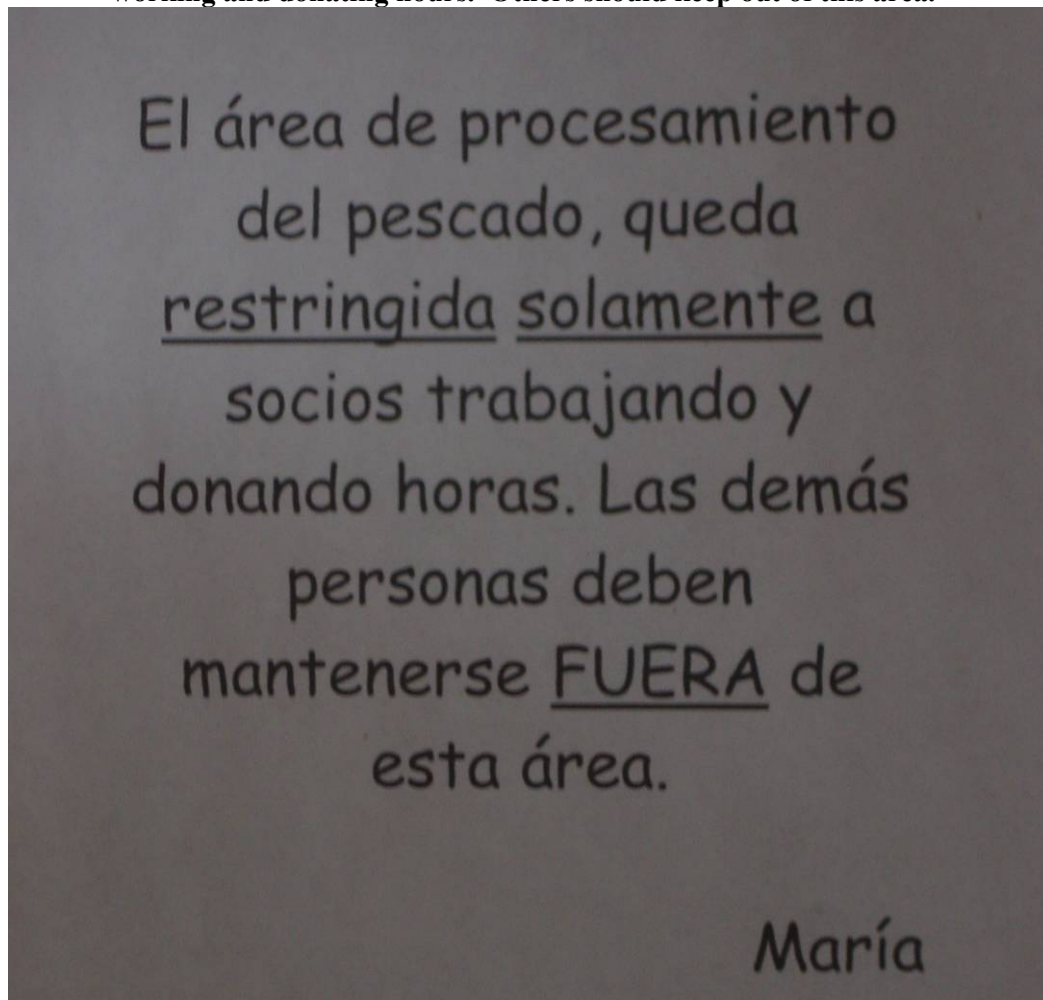 working and donating hours. Others should keep out of this area.
El área de procesamiento
del pescado, queda
restringida solamente a
socios trabajando y
donando horas. Las demás
personas deben
mantenerse FUERA de
esta área.
María